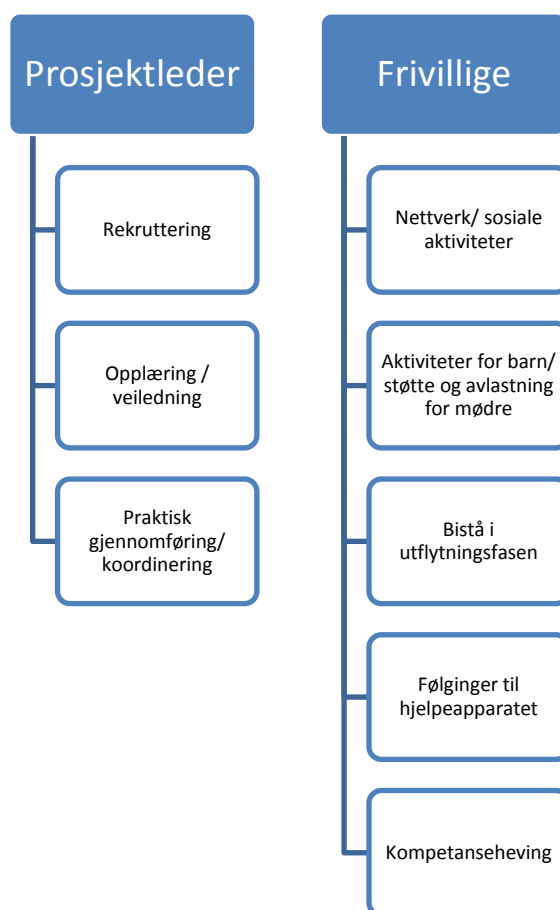 Prosjektleder
Rekruttering
Opplæring /
veiledning
Praktisk
gjennomføring/
koordinering
Frivillige
Nettverk/ sosiale
aktiviteter
Aktiviteter for barn/
støtte og avlastning
for mødre
Bistå i
utflytningsfasen
Følginger til
hjelpeapparatet
Kompetanseheving